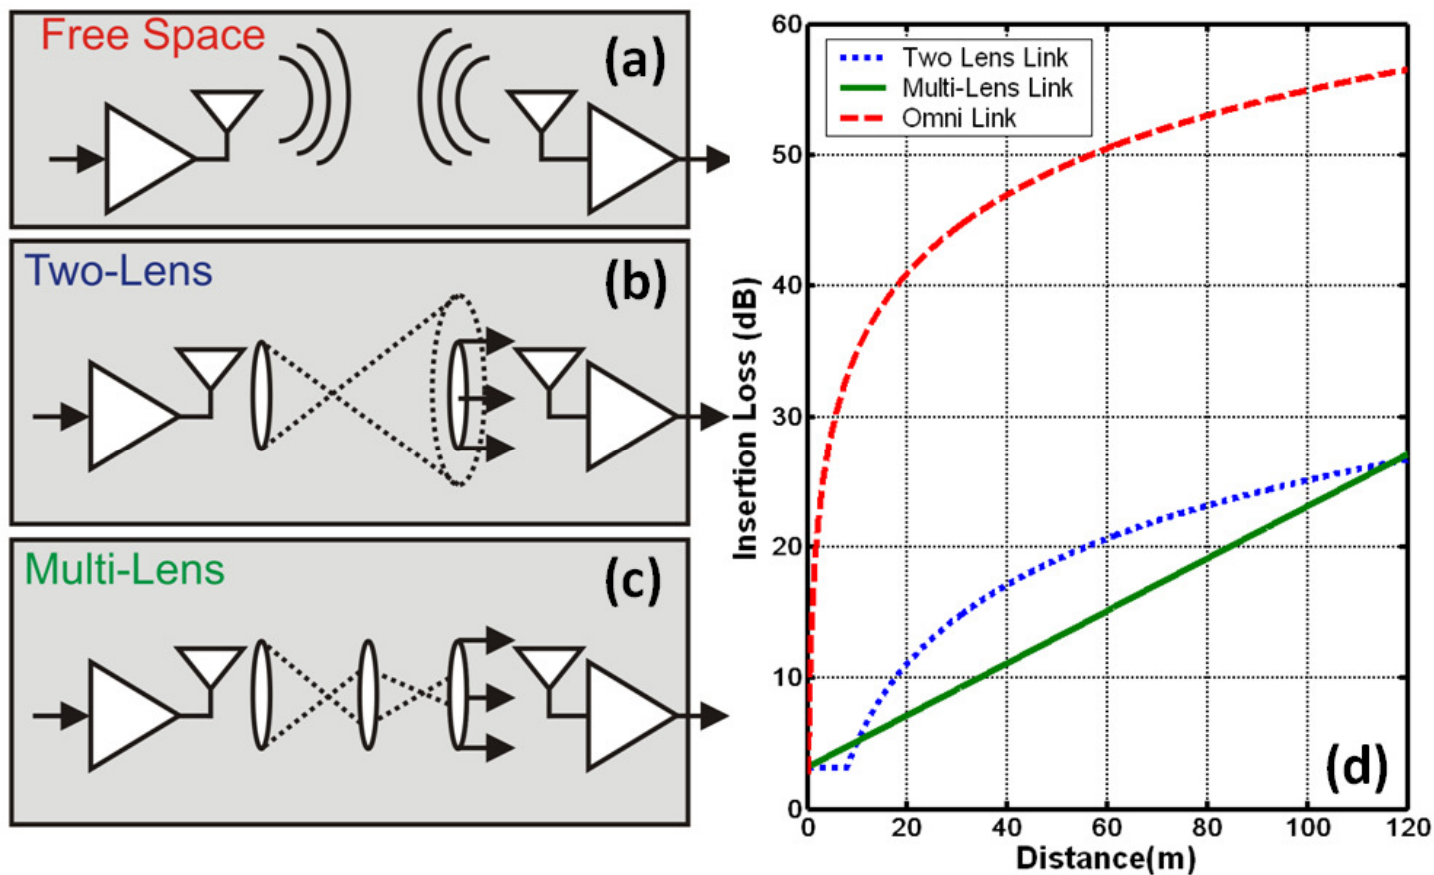 Free Space
(a)
Two-Lens
(b)
Multi-Lens
(c)
60
50
40
30
20
10
0
Insertion Loss (dB)
Two Lens Link
Multi-Lens Link
Omni Link
(d)
0 20 40 60 80 100 120
Distance(m)